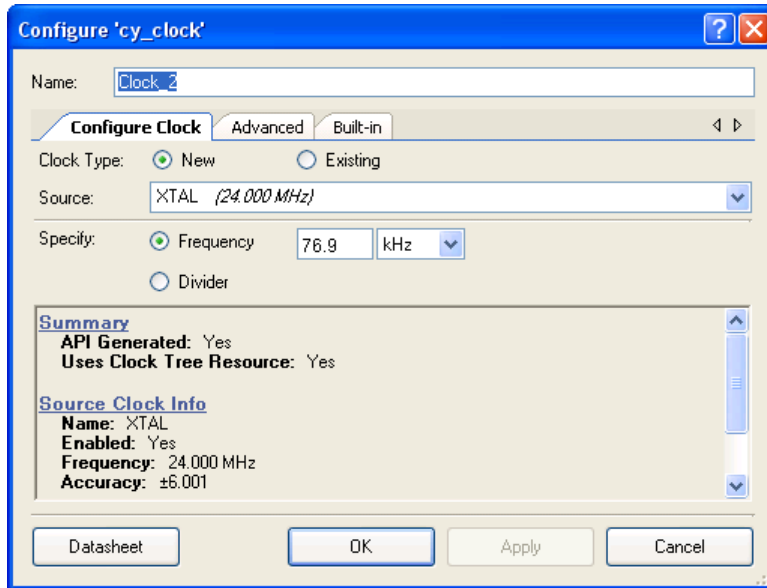 Configure 'cy_clock'
Name: Clock_2
Configure Clock Advanced Built-in
Clock Type: New Existing
Source: XTAL (24.000 MHz)
Specify: Frequency 76.9 kHz
Divider
Summary
API Generated: Yes
Uses Clock Tree Resource: Yes
Source Clock Info
Name: XTAL
Enabled: Yes
Frequency: 24.000 MHz
Accuracy: ±6.001
Datasheet OK Apply Cancel